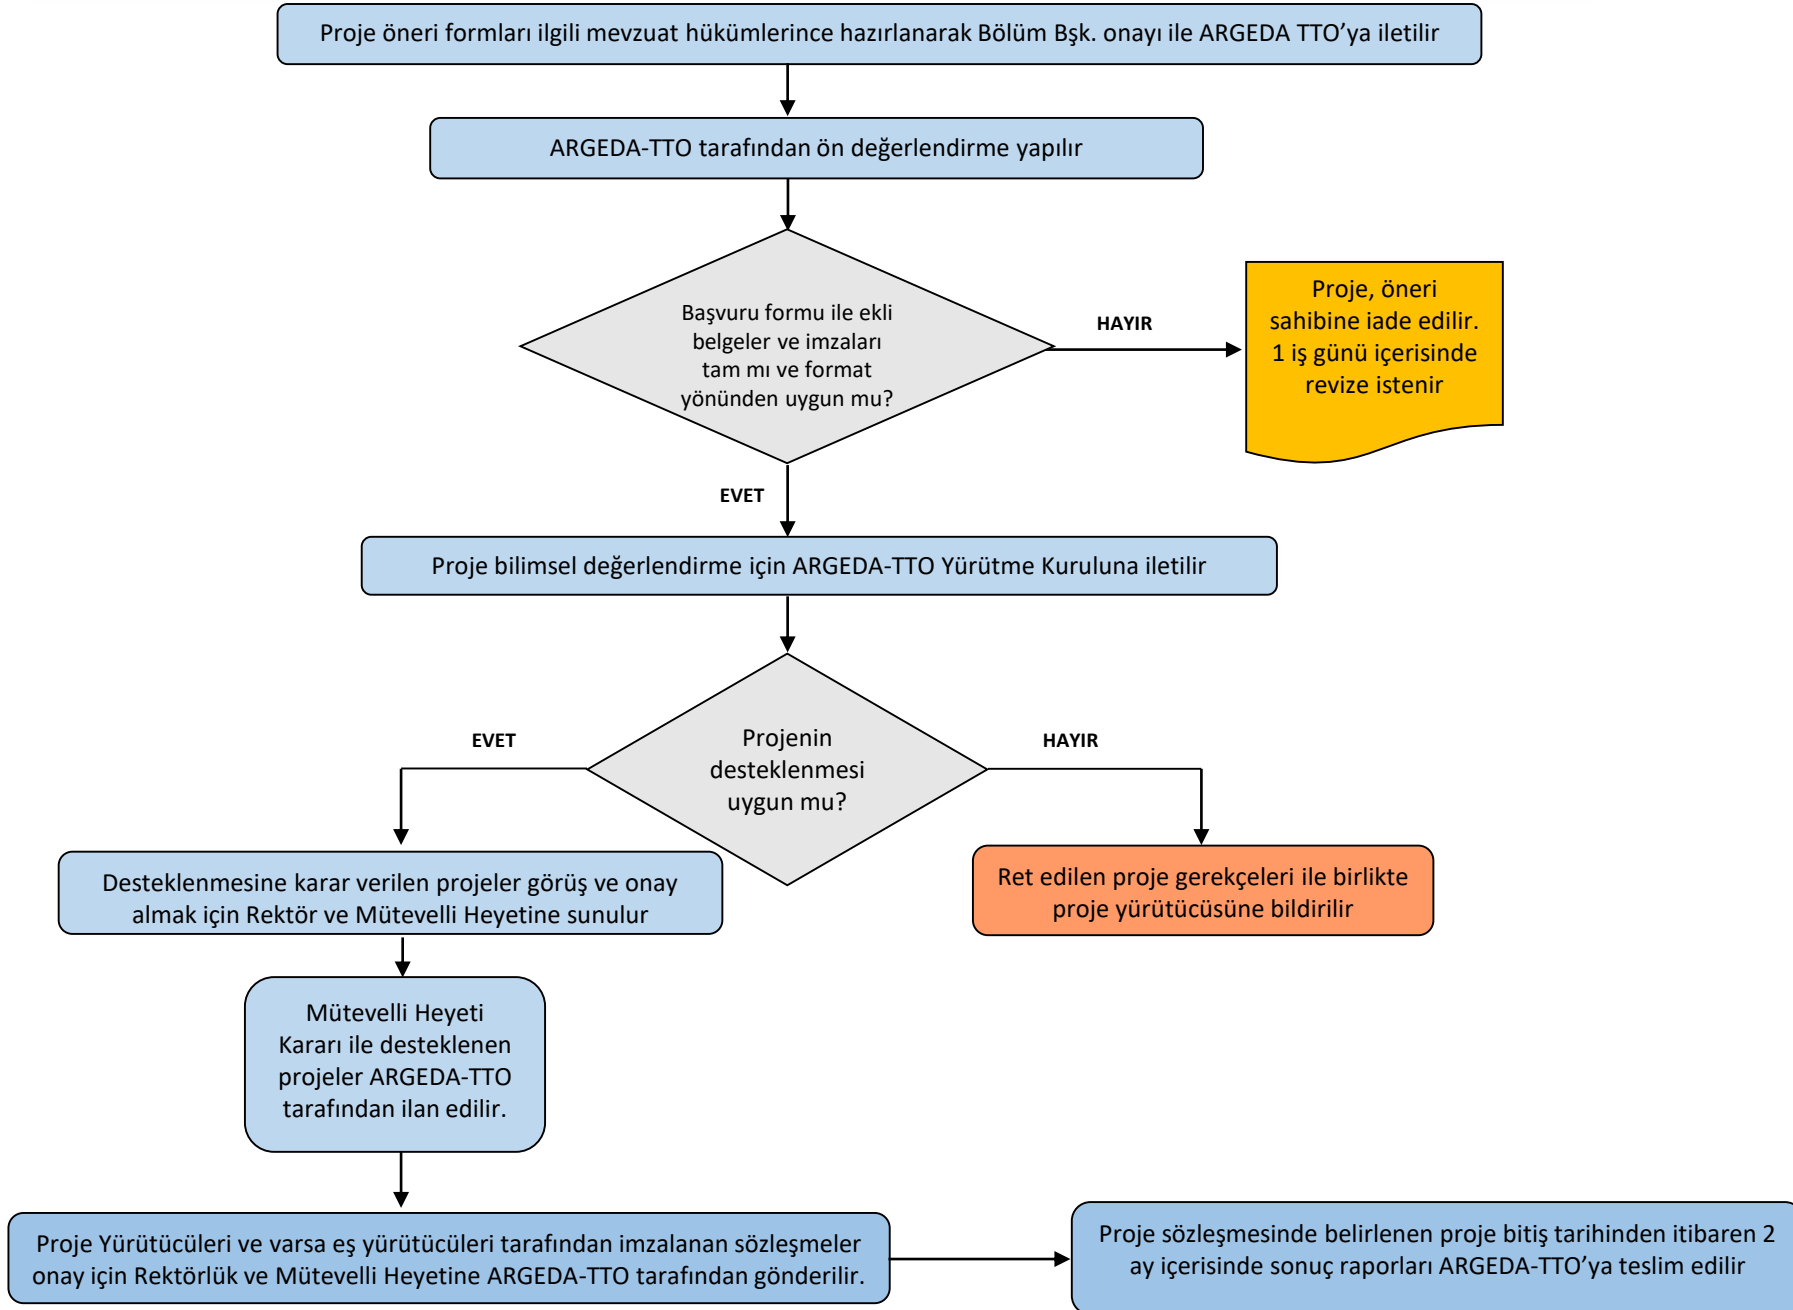 Proje öneri formları ilgili mevzuat hükümlerince hazırlanarak Bölüm Bşk. onayı ile ARGEDA TTO’ya iletilir
ARGEDA-TTO tarafından ön değerlendirme yapılır
Başvuru formu ile ekli
belgeler ve imzaları
tam mı ve format
yönünden uygun mu?
HAYIR
Proje, öneri
sahibine iade edilir.
1 iş günü içerisinde
revize istenir
EVET
Proje bilimsel değerlendirme için ARGEDA-TTO Yürütme Kuruluna iletilir
EVET
Projenin
desteklenmesi
uygun mu?
HAYIR
Desteklenmesine karar verilen projeler görüş ve onay
almak için Rektör ve Mütevelli Heyetine sunulur
Ret edilen proje gerekçeleri ile birlikte
proje yürütücüsüne bildirilir
Mütevelli Heyeti
Kararı ile desteklenen
projeler ARGEDA-TTO
tarafından ilan edilir.
Proje Yürütücüleri ve varsa eş yürütücüleri tarafından imzalanan sözleşmeler
onay için Rektörlük ve Mütevelli Heyetine ARGEDA-TTO tarafından gönderilir.
Proje sözleşmesinde belirlenen proje bitiş tarihinden itibaren 2
ay içerisinde sonuç raporları ARGEDA-TTO’ya teslim edilir